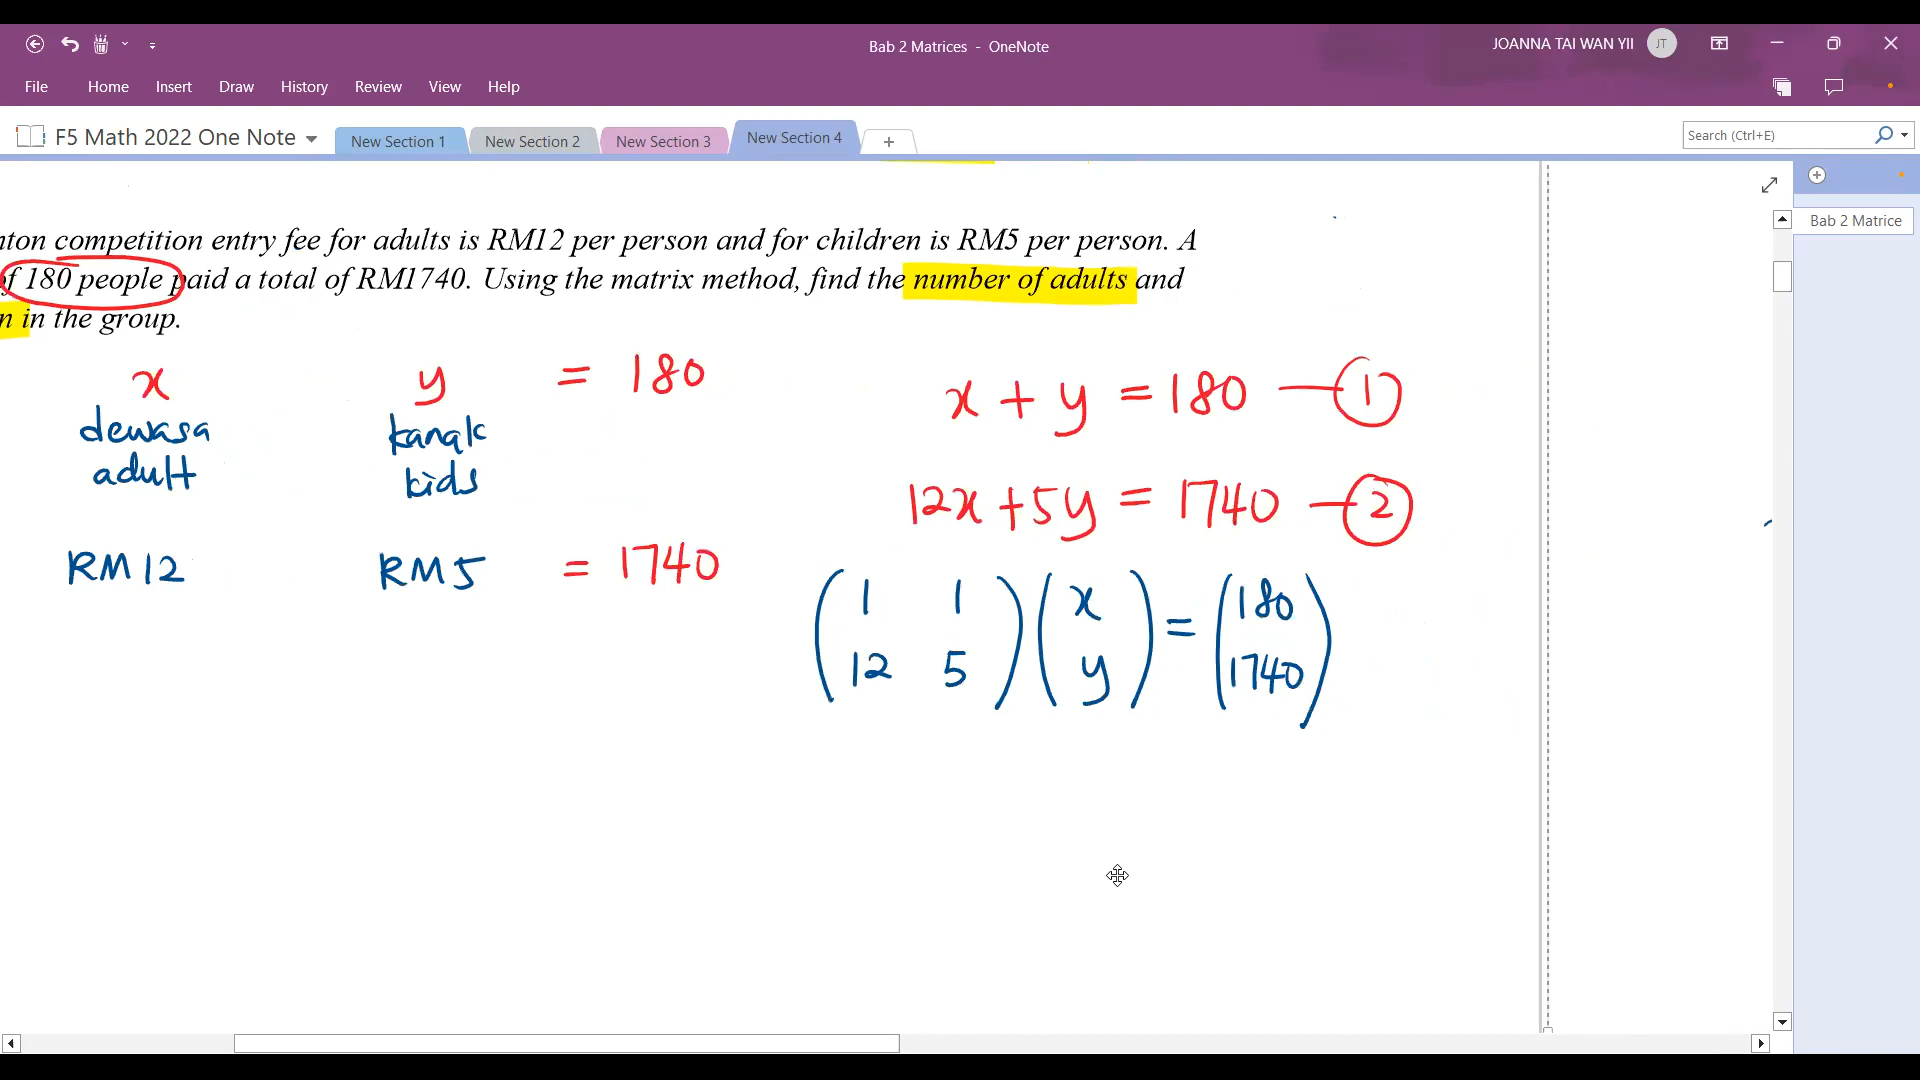 Bab 2 Matrices - OneNote
JOANNA TAI WAN YII JT
File Home Insert Draw History Review View Help
F5 Math 2022 One Note New Section 1 New Section 2 New Section 3 New Section 4 +
Search (Ctrl+E)
Bab 2 Matrice
nton competition entry fee for adults is RM12 per person and for children is RM5 per person. A
of 180 people paid a total of RM1740. Using the matrix method, find the number of adults and
n in the group.
x y = 180
dewasa kanak
adult kids
RM12 RM5 = 1740
x + y = 180 — 1
12x + 5y = 1740 — 2
( 1 1 ) ( x ) = ( 180 )
( 12 5 ) ( y ) ( 1740 )